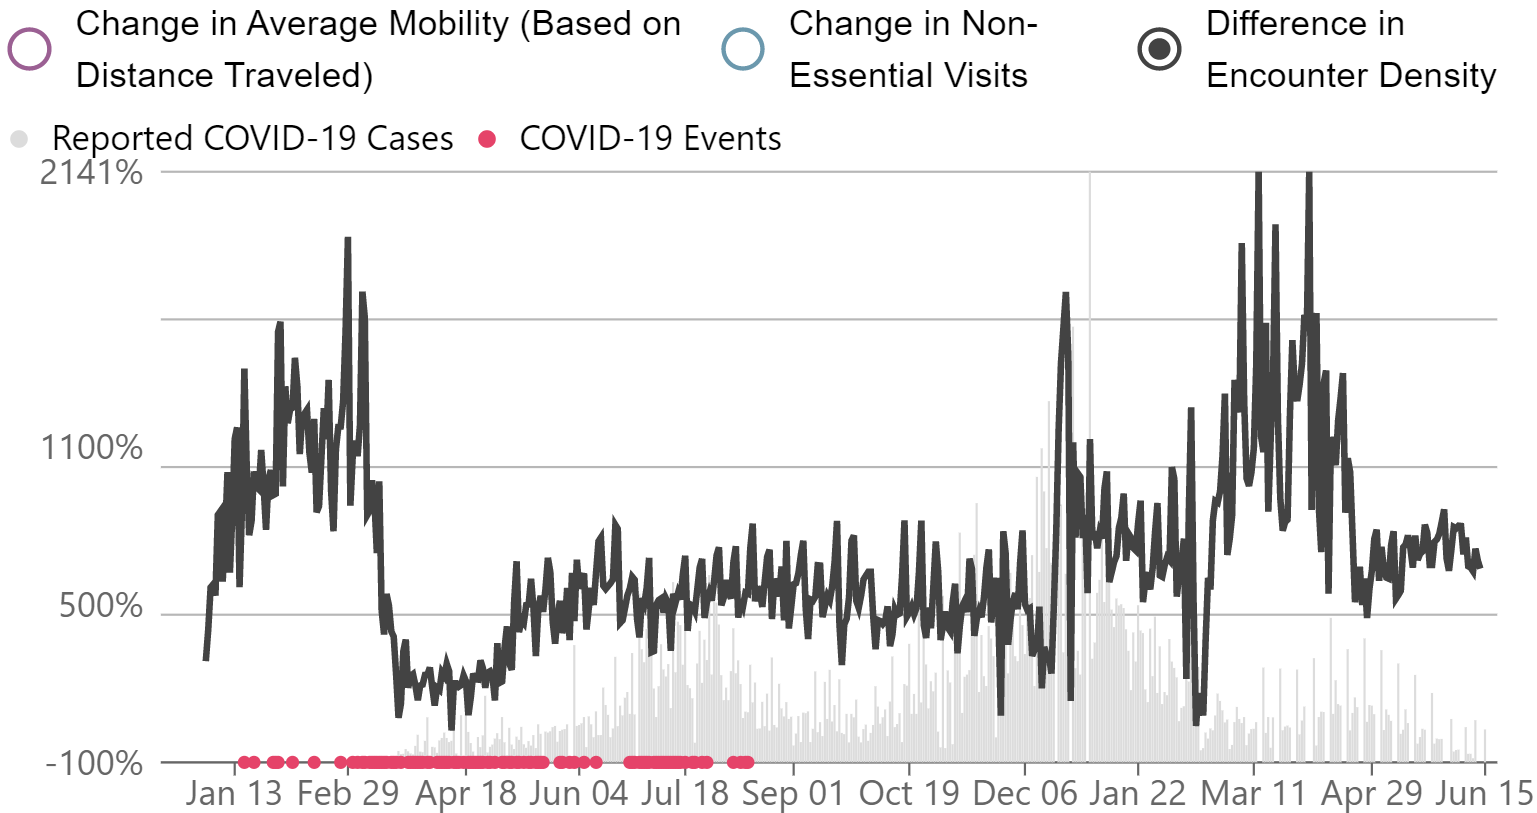 Change in Average Mobility (Based on
Distance Traveled)
Change in Non-
Essential Visits
Difference in
Encounter Density
Reported COVID-19 Cases
COVID-19 Events
2141%
1100%
500%
-100%
Jan 13 Feb 29 Apr 18 Jun 04 Jul 18 Sep 01 Oct 19 Dec 06 Jan 22 Mar 11 Apr 29 Jun 15